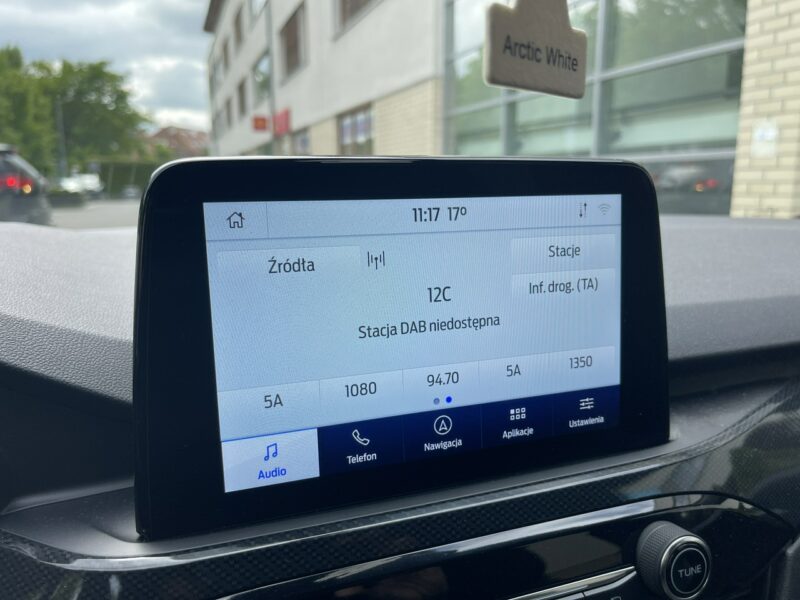 Arctic White
11:17 17º
Źródła
Stacje
12C
Inf. drog. (TA)
Stacja DAB niedostępna
5A
1080
94.70
5A
1350
Audio
Telefon
Nawigacja
Aplikacje
Ustawienia
TUNE